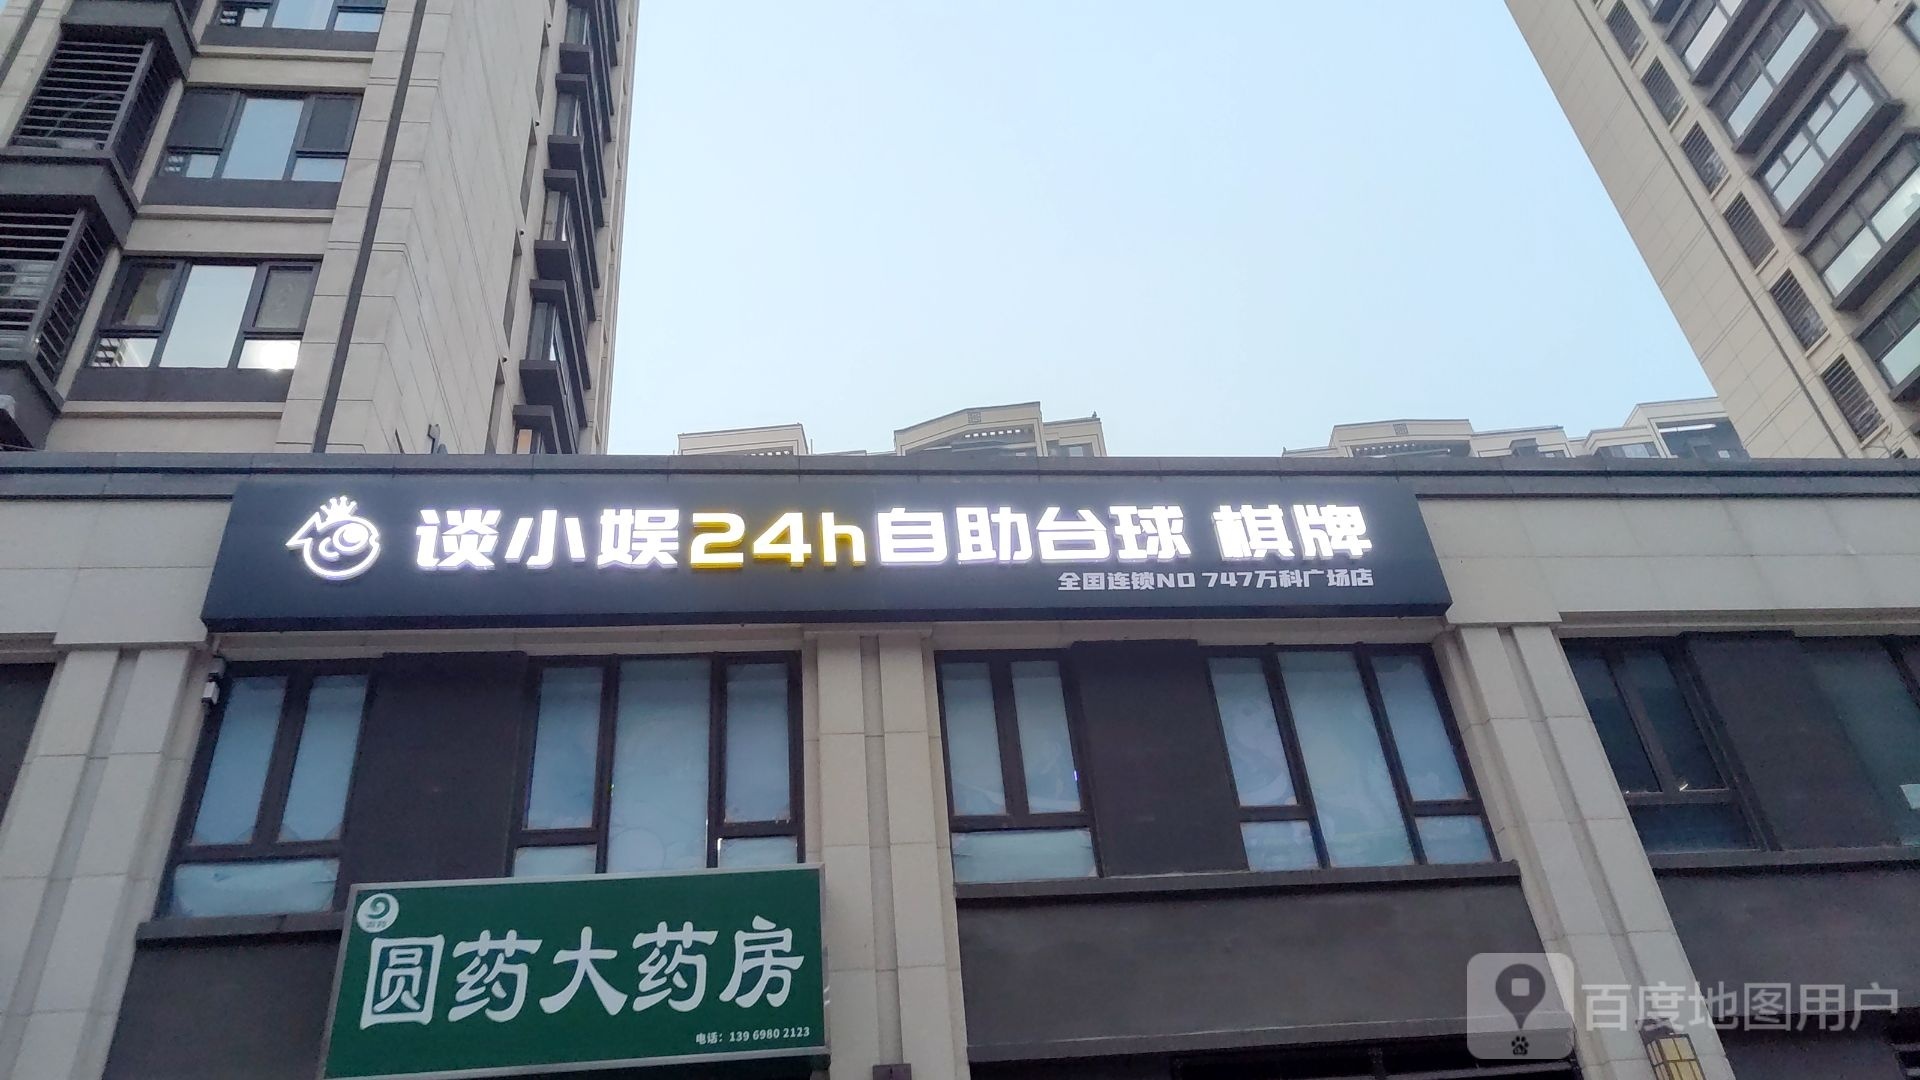 谈小娱24h自助台球 棋牌
全国连锁NO 747万科广场店
圆药大药房
电话：139 6980 2123
百度地图用户